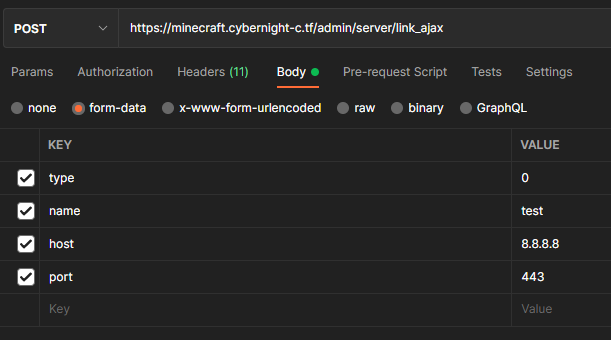 POST https://minecraft.cybernight-c.tf/admin/server/link_ajax
Params Authorization Headers (11) Body Pre-request Script Tests Settings
none form-data x-www-form-urlencoded raw binary GraphQL
KEY VALUE
type 0
name test
host 8.8.8.8
port 443
Key Value